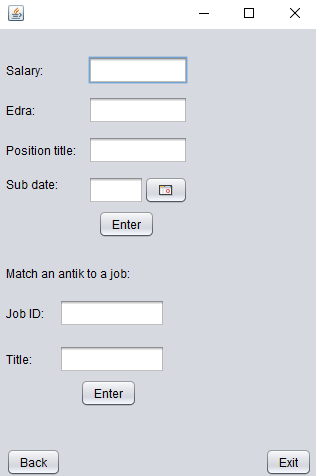 Salary:
Edra:
Position title:
Sub date:
Enter
Match an antik to a job:
Job ID:
Title:
Enter
Back Exit